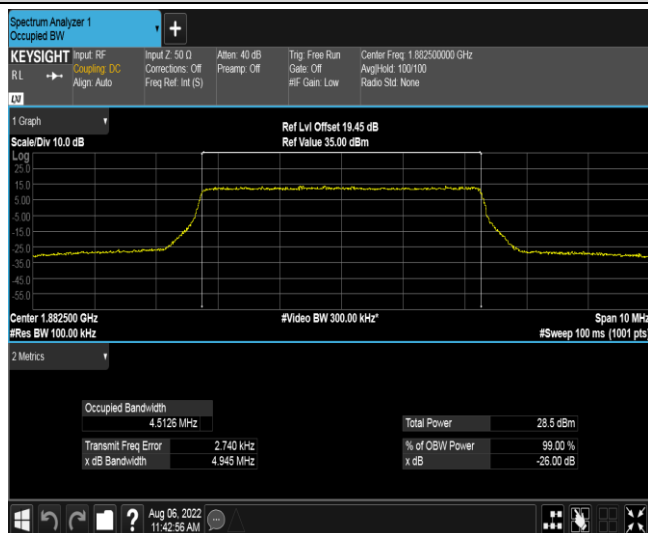 Spectrum Analyzer 1
Occupied BW
+
KEYSIGHT
RL
LXI
Input: RF
Coupling: DC
Align: Auto
Input Z: 50 Ω
Corrections: Off
Freq Ref: Int (S)
Atten: 40 dB
Preamp: Off
Trig: Free Run
Gate: Off
#IF Gain: Low
Center Freq: 1.882500000 GHz
Avg|Hold: 100/100
Radio Std: None
1 Graph
Scale/Div 10.0 dB
Ref Lvl Offset 19.45 dB
Ref Value 35.00 dBm
Log
25.0
15.0
5.00
-5.00
-15.0
-25.0
-35.0
-45.0
-55.0
Center 1.882500 GHz
#Res BW 100.00 kHz
#Video BW 300.00 kHz*
Span 10 MHz
#Sweep 100 ms (1001 pts)
2 Metrics
Occupied Bandwidth
4.5126 MHz
Transmit Freq Error 2.740 kHz
x dB Bandwidth 4.945 MHz
Total Power 28.5 dBm
% of OBW Power 99.00 %
x dB -26.00 dB
?
Aug 06, 2022
11:42:56 AM